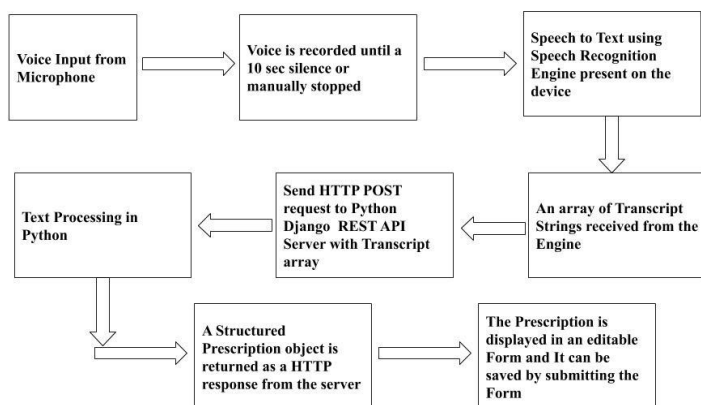 Voice Input from
Microphone
Voice is recorded until a
10 sec silence or
manually stopped
Speech to Text using
Speech Recognition
Engine present on the
device
An array of Transcript
Strings received from the
Engine
Send HTTP POST
request to Python
Django REST API
Server with Transcript
array
Text Processing in
Python
A Structured
Prescription object is
returned as a HTTP
response from the server
The Prescription is
displayed in an editable
Form and It can be
saved by submitting the
Form